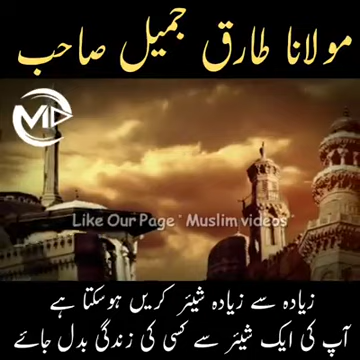 مولانا طارق جمیل صاحب
MD
Like Our Page ` Muslim videos `
زیادہ سے زیادہ شیئر کریں ہوسکتا ہے
آپ کی ایک شیئر سے کسی کی زندگی بدل جائے